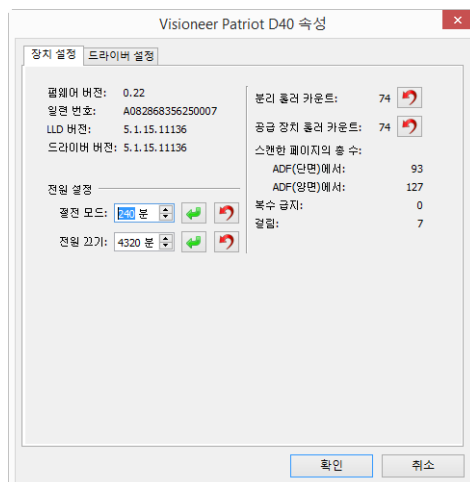 Visioneer Patriot D40 속성
장치 설정 드라이버 설정
펌웨어 버전: 0.22
일련 번호: A082868356250007
LLD 버전: 5.1.15.11136
드라이버 버전: 5.1.15.11136
전원 설정
절전 모드: 240 분
전원 끄기: 4320 분
분리 롤러 카운트: 74
공급 장치 롤러 카운트: 74
스캔한 페이지의 총 수:
ADF(단면)에서: 93
ADF(양면)에서: 127
복수 급지: 0
걸림: 7
확인 취소